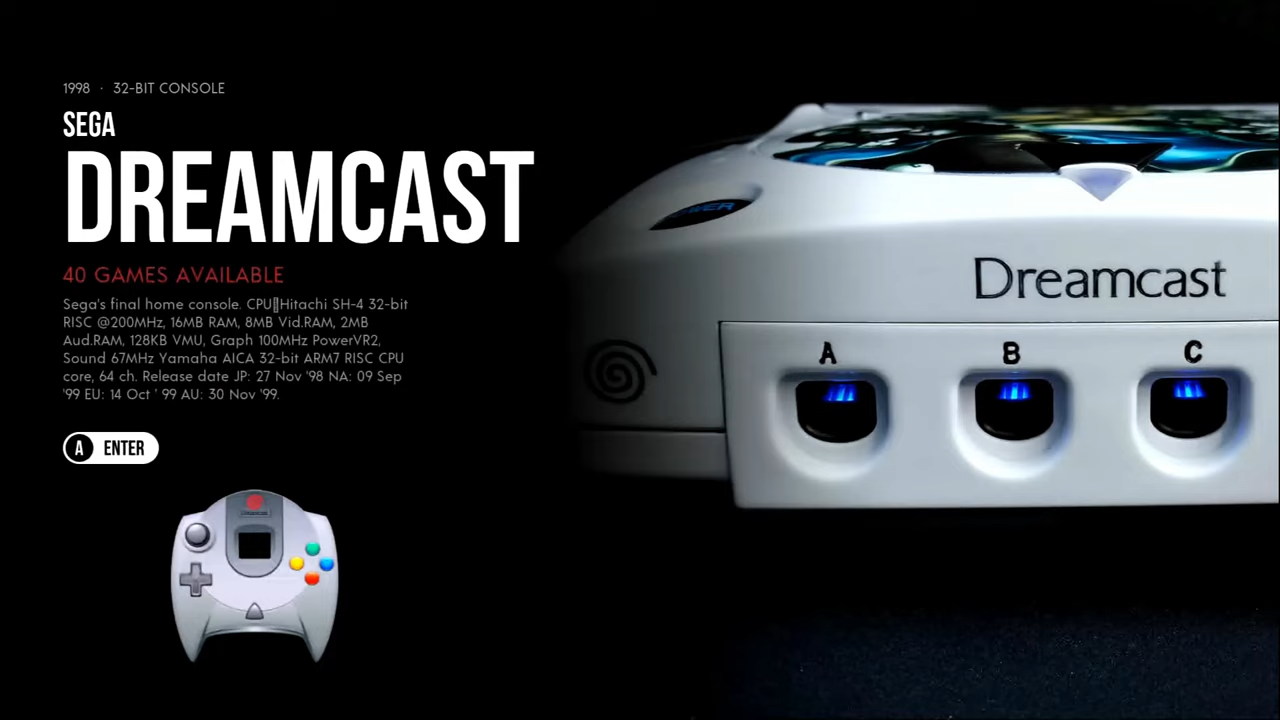 1998 · 32-BIT CONSOLE
SEGA
DREAMCAST
40 GAMES AVAILABLE
Sega's final home console. CPU▯Hitachi SH-4 32-bit
RISC @200MHz, 16MB RAM, 8MB Vid.RAM, 2MB
Aud.RAM, 128KB VMU, Graph 100MHz PowerVR2,
Sound 67MHz Yamaha AICA 32-bit ARM7 RISC CPU
core, 64 ch. Release date JP: 27 Nov '98 NA: 09 Sep
'99 EU: 14 Oct ' 99 AU: 30 Nov '99.
A ENTER
POWER
Dreamcast
A B C
Dreamcast